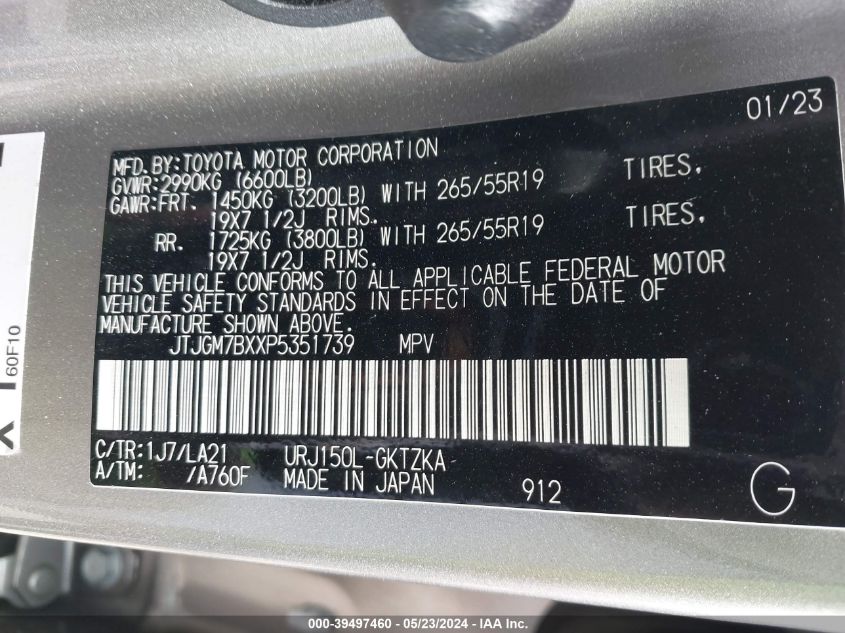 01/23
MFD. BY: TOYOTA MOTOR CORPORATION
GVWR: 2990KG (6600LB)
GAWR: FRT. 1450KG (3200LB) WITH 265/55R19 TIRES,
19X7 1/2J RIMS.
RR. 1725KG (3800LB) WITH 265/55R19 TIRES,
19X7 1/2J RIMS.
THIS VEHICLE CONFORMS TO ALL APPLICABLE FEDERAL MOTOR
VEHICLE SAFETY STANDARDS IN EFFECT ON THE DATE OF
MANUFACTURE SHOWN ABOVE.
JTJGM7BXXP5351739 MPV
C/TR: 1J7/LA21 URJ150L-GKTZKA
A/TM: /A760F MADE IN JAPAN 912 G
60F10
000-39497460 - 05/23/2024 - IAA Inc.